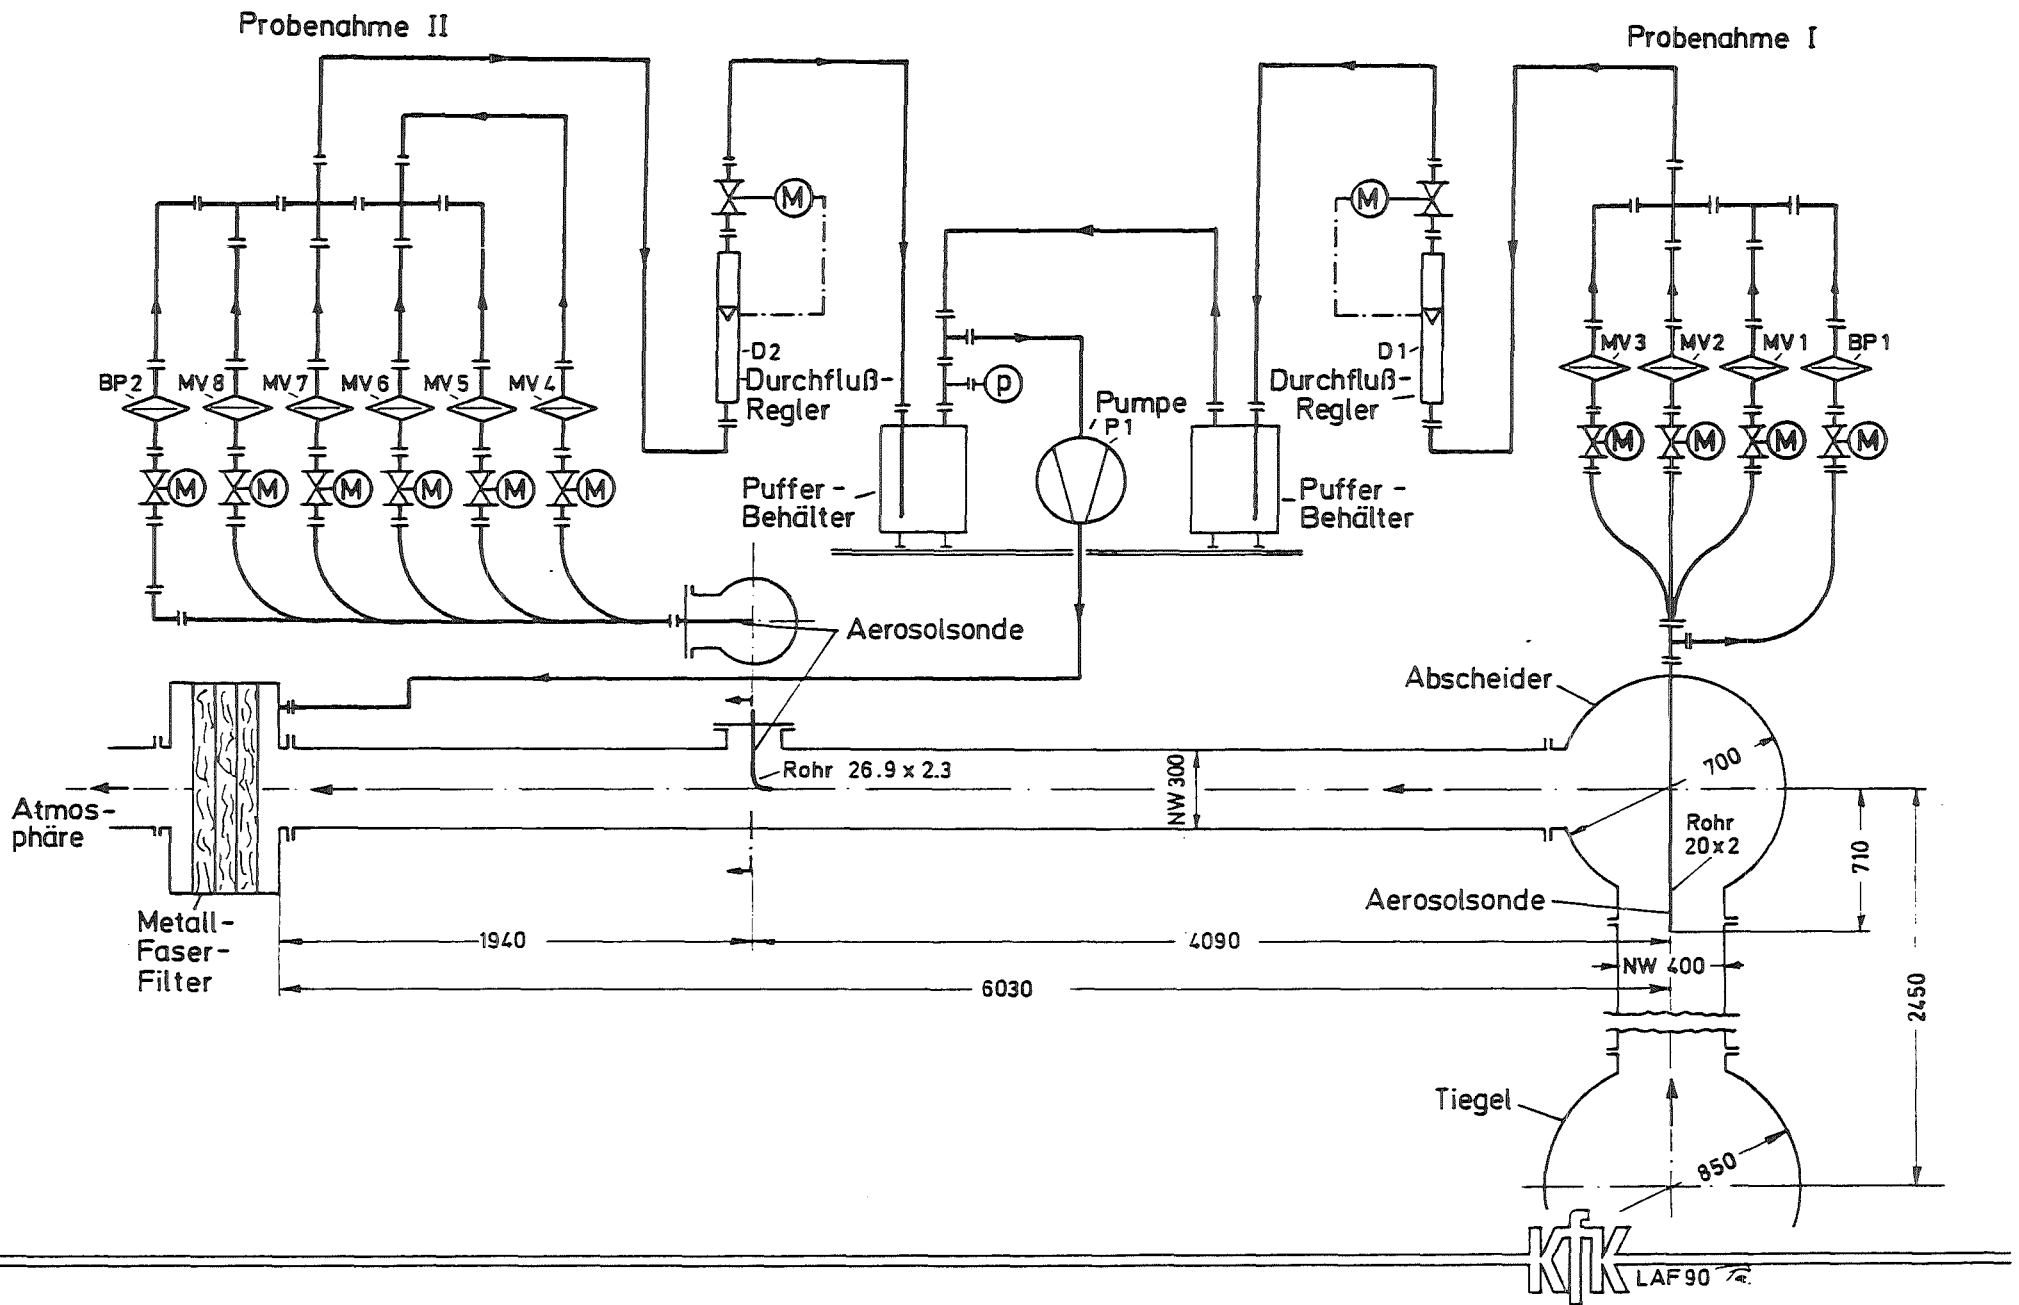 Probenahme II
Probenahme I
M
M
D2
Durchfluß-
Regler
D1
Durchfluß-
Regler
MV3
MV2
MV1
BP1
BP2
MV8
MV7
MV6
MV5
MV4
P
Pumpe
P1
M
M
M
M
M
M
M
M
M
M
Puffer-
Behälter
Puffer-
Behälter
Aerosolsonde
Abscheider
Rohr 26.9 x 2.3
NW 300
700
Atmos-
phäre
Rohr
20x2
710
Aerosolsonde
Metall-
Faser-
Filter
1940
4090
NW 400
6030
2450
Tiegel
850
KfK
LAF90